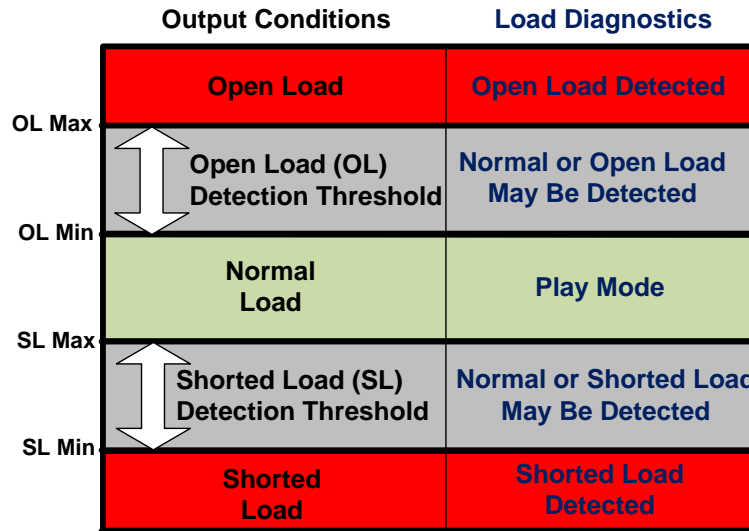 Output Conditions Load Diagnostics
Open Load Open Load Detected
OL Max
Open Load (OL) Normal or Open Load
Detection Threshold May Be Detected
OL Min
Normal
Load
Play Mode
SL Max
Shorted Load (SL) Normal or Shorted Load
Detection Threshold May Be Detected
SL Min
Shorted Shorted Load
Load Detected